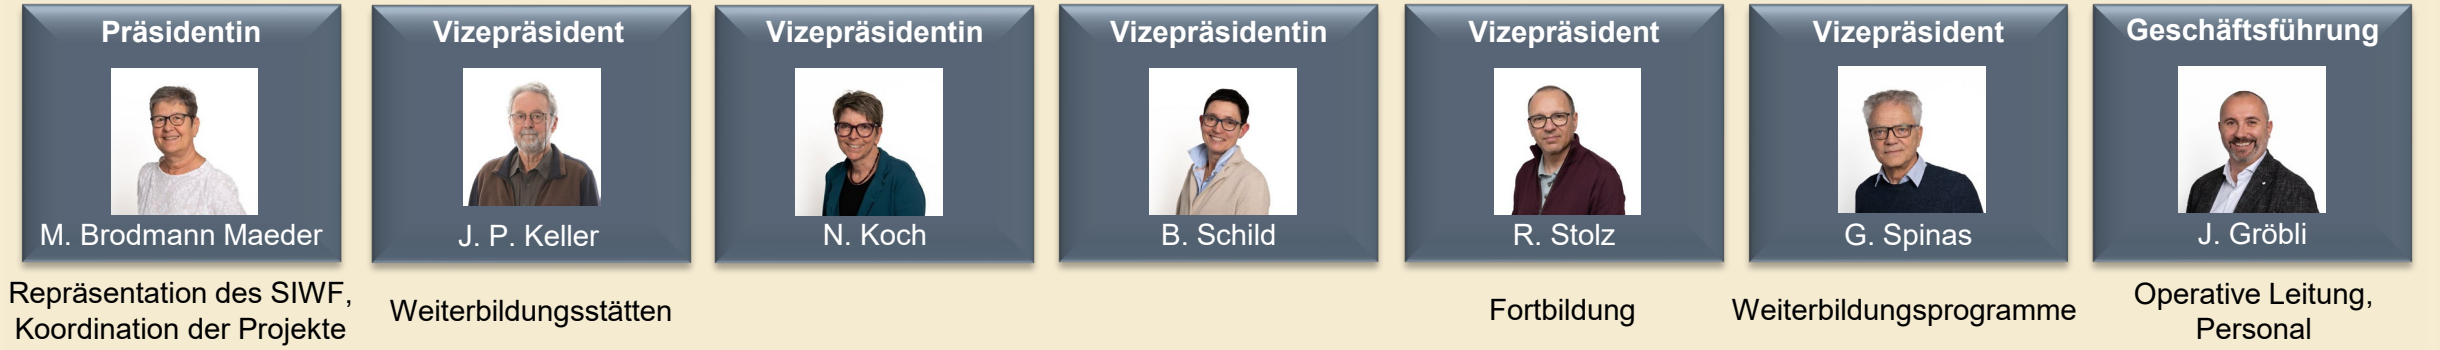 Präsidentin
M. Brodmann Maeder
Repräsentation des SIWF,
Koordination der Projekte
Vizepräsident
J. P. Keller
Weiterbildungsstätten
Vizepräsidentin
N. Koch
Vizepräsidentin
B. Schild
Vizepräsident
R. Stolz
Fortbildung
Vizepräsident
G. Spinas
Weiterbildungsprogramme
Geschäftsführung
J. Gröbli
Operative Leitung,
Personal